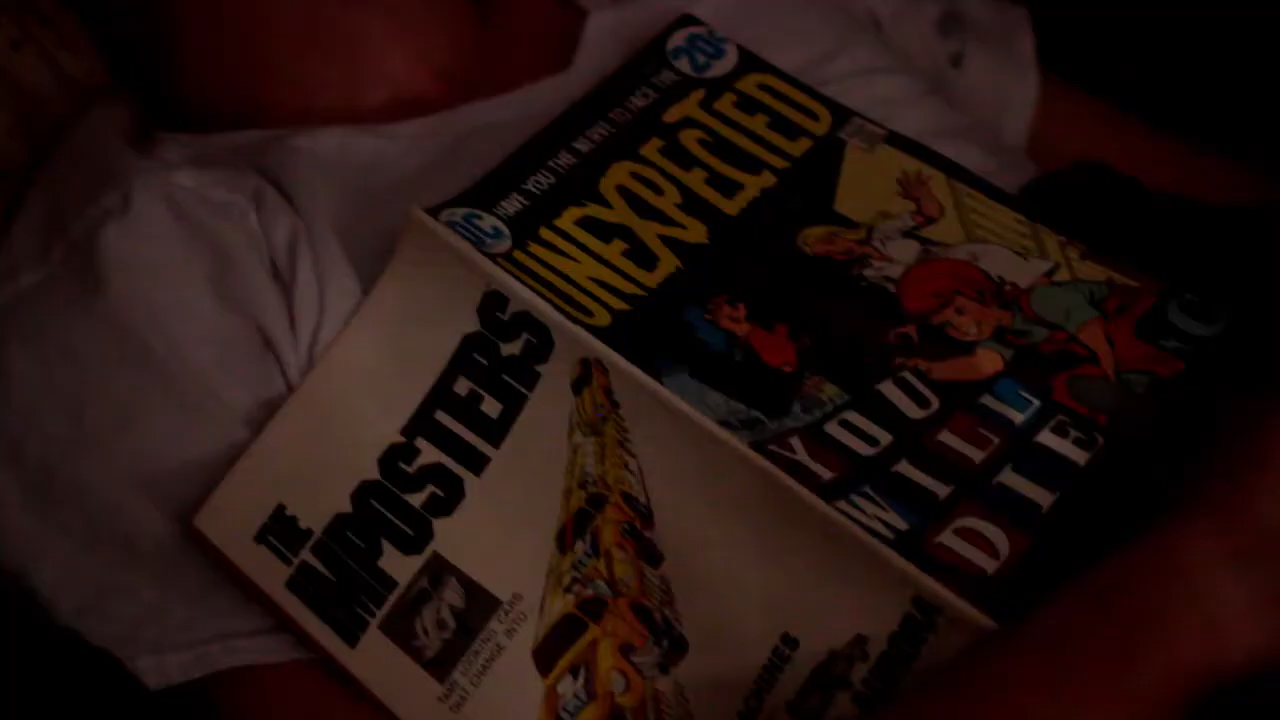 20¢
HAVE YOU THE NERVE TO FACE THE
DC
UNEXPECTED
YOU
WILL
DIE
THE
IMPOSTERS
TAME LOOKING CARS
THAT CHANGE INTO